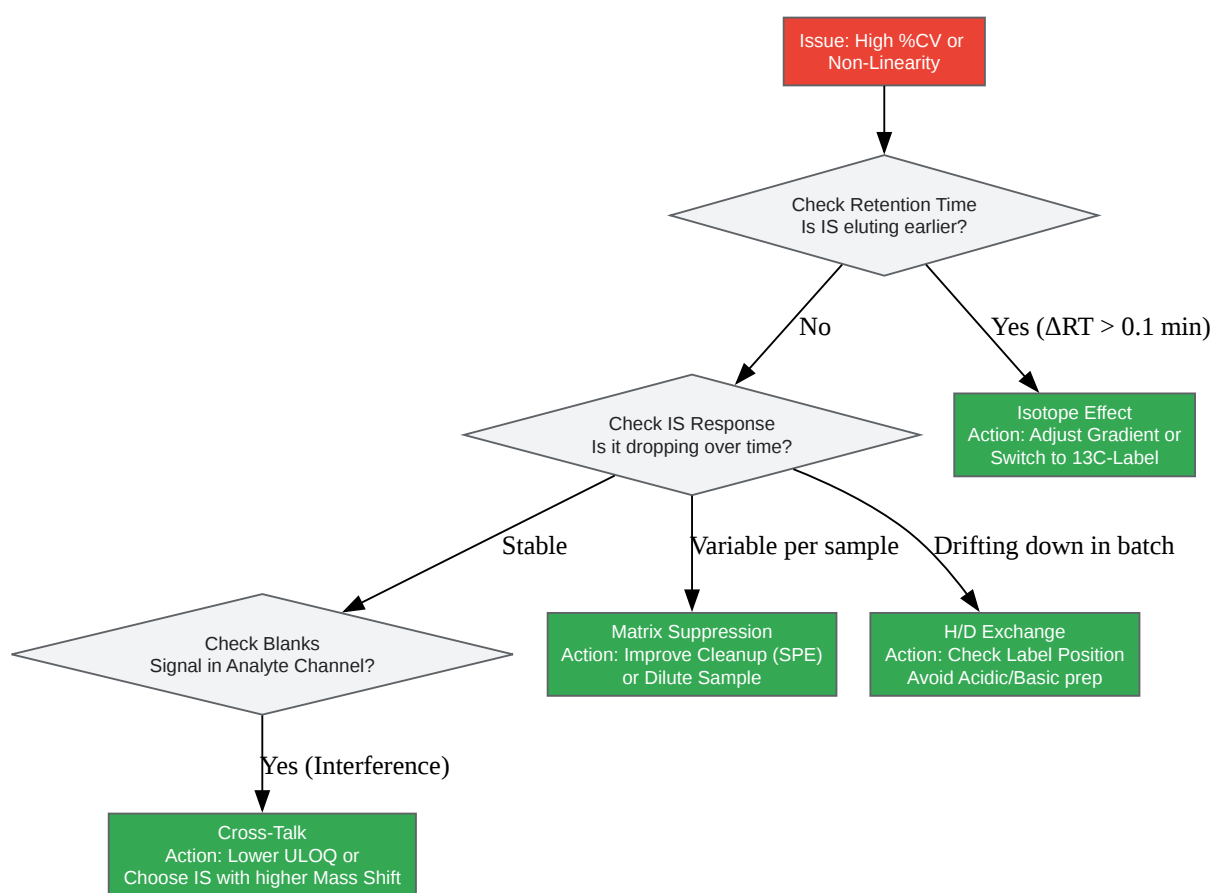 Issue: High %CV or
Non-Linearity
Check Retention Time
Is IS eluting earlier?
No
Yes (ΔRT > 0.1 min)
Check IS Response
Is it dropping over time?
Isotope Effect
Action: Adjust Gradient or
Switch to 13C-Label
Stable
Variable per sample
Drifting down in batch
Check Blanks
Signal in Analyte Channel?
Matrix Suppression
Action: Improve Cleanup (SPE)
or Dilute Sample
H/D Exchange
Action: Check Label Position
Avoid Acidic/Basic prep
Yes (Interference)
Cross-Talk
Action: Lower ULOQ or
Choose IS with higher Mass Shift